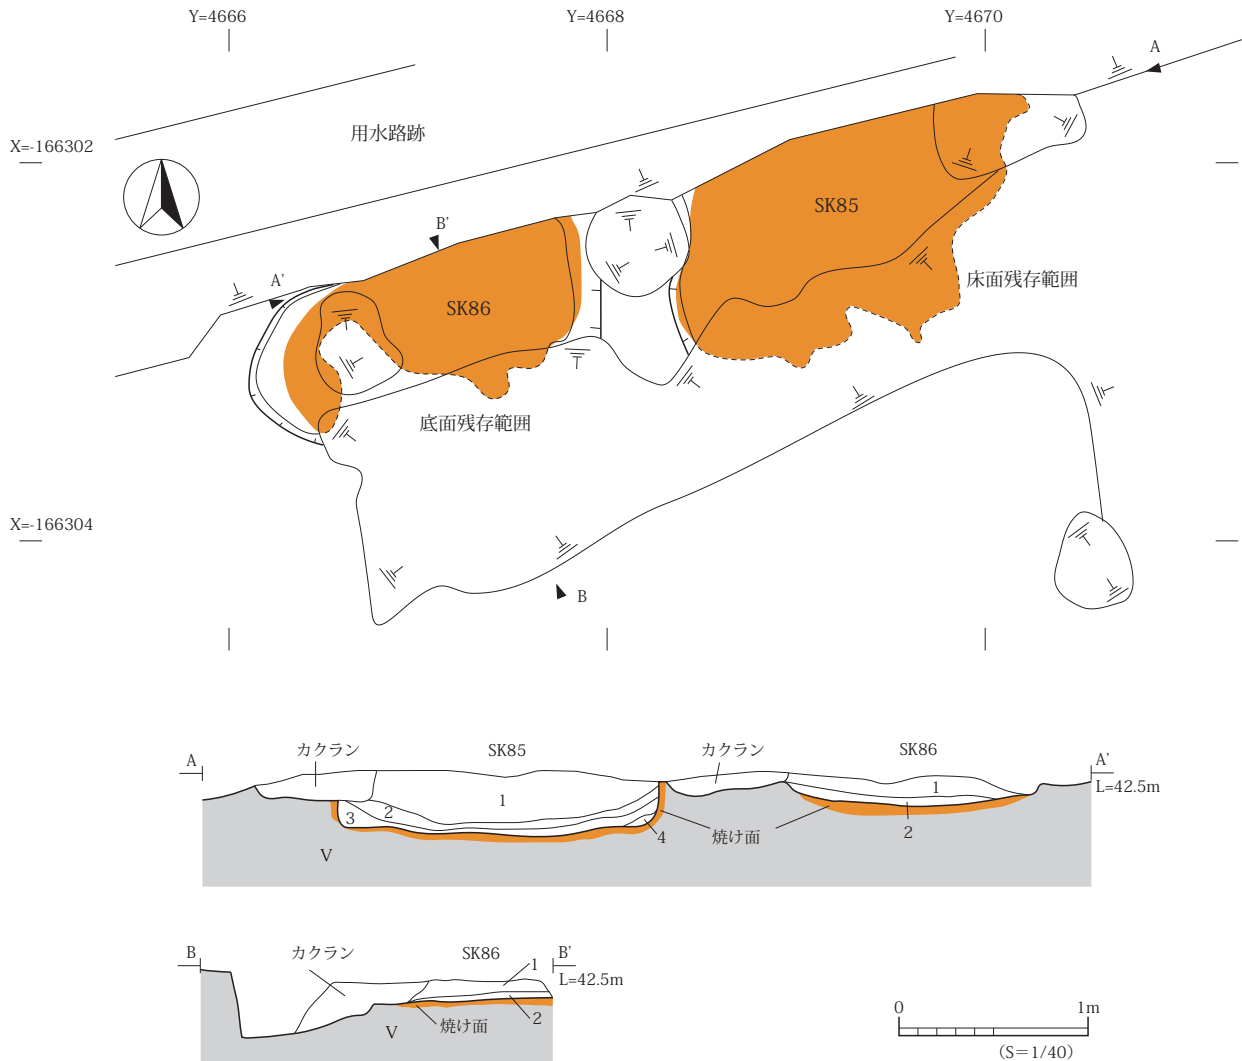 Y=4666
Y=4668
Y=4670
A
X=-166302
用水路跡
SK85
B'
A'
SK86
床面残存範囲
底面残存範囲
X=-166304
B
A
カクラン
SK85
カクラン
SK86
A'
L=42.5m
1
1
2
3
4
2
焼け面
V
B
カクラン
SK86
1
B'
L=42.5m
2
焼け面
V
0
1m
(S=1/40)